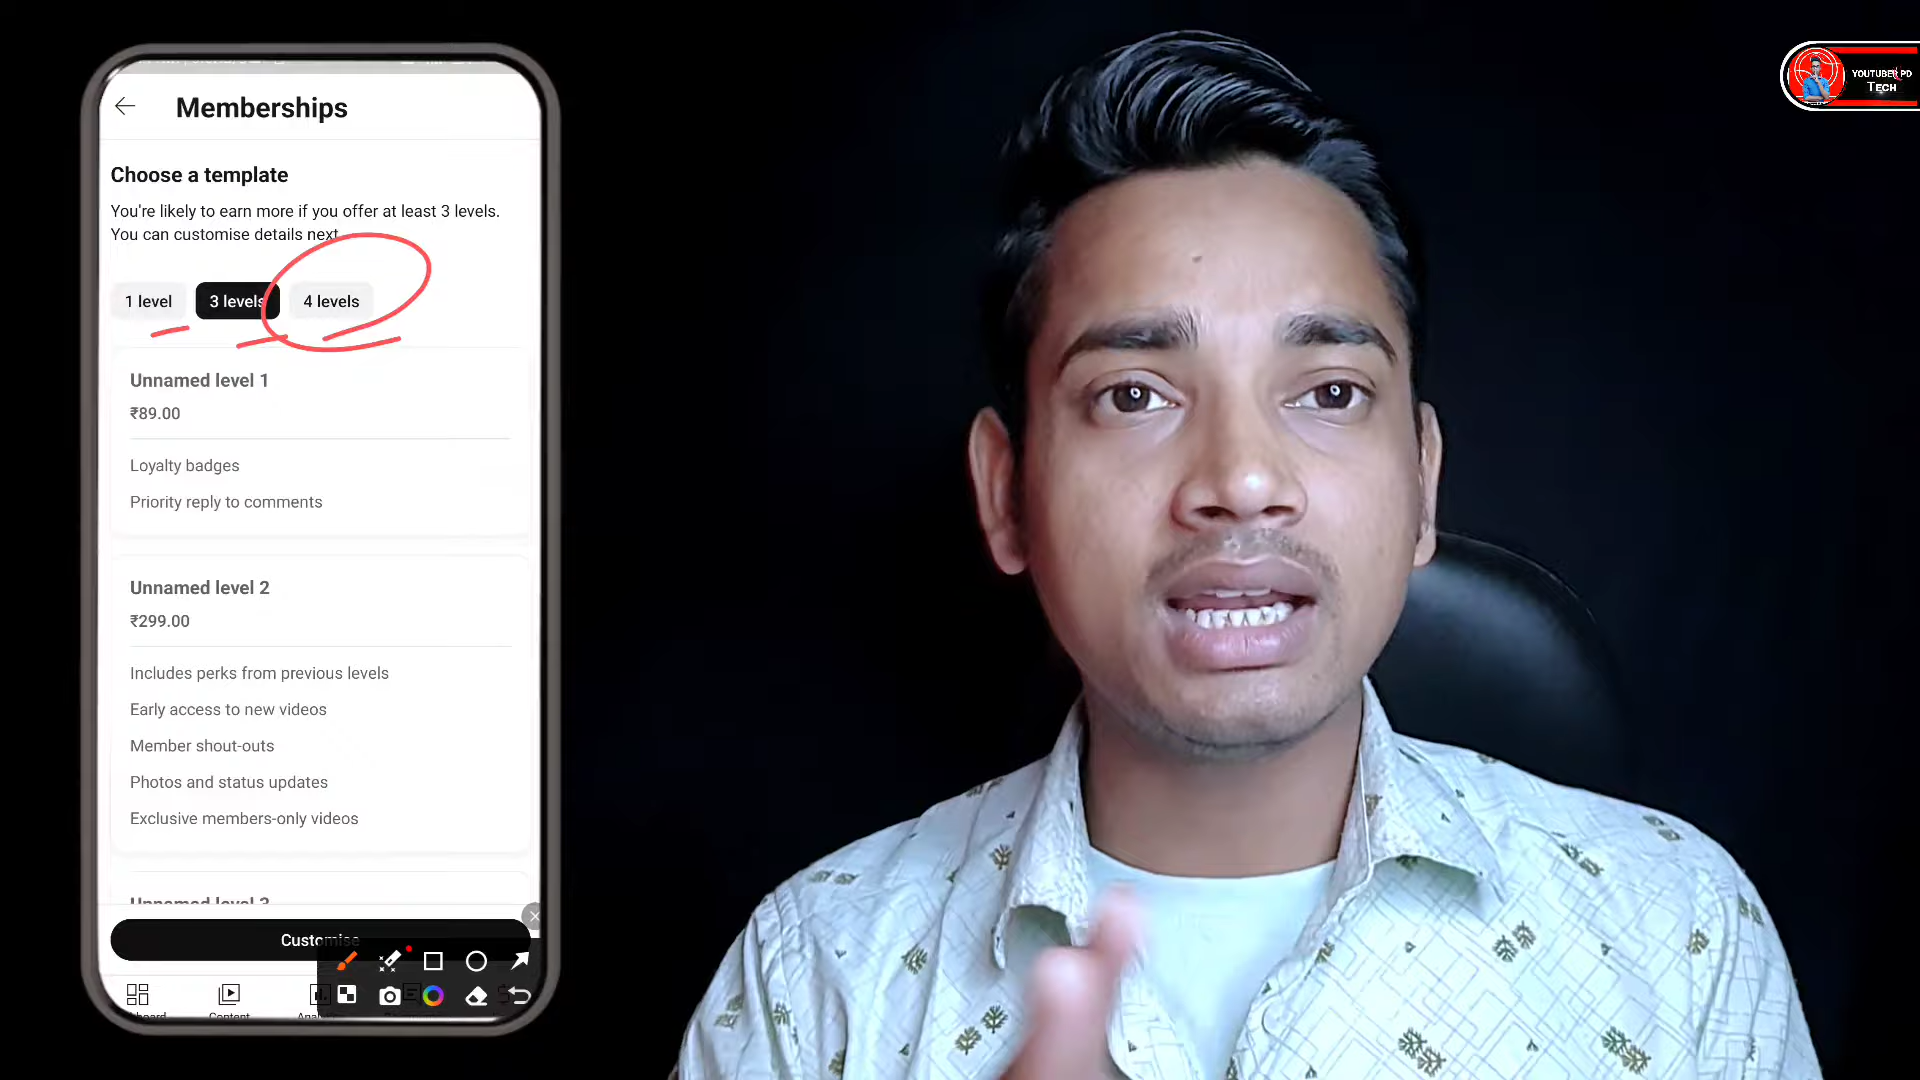 Memberships
Choose a template
You're likely to earn more if you offer at least 3 levels.
You can customise details next.
1 level
3 levels
4 levels
Unnamed level 1
₹89.00
Loyalty badges
Priority reply to comments
Unnamed level 2
₹299.00
Includes perks from previous levels
Early access to new videos
Member shout-outs
Photos and status updates
Exclusive members-only videos
Unnamed level 3
Customise
Content
YOUTUBER PD
TECH